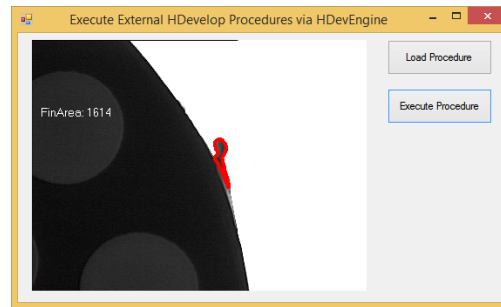 Execute External HDevelop Procedures via HDevEngine
Load Procedure
FinArea: 1614
Execute Procedure